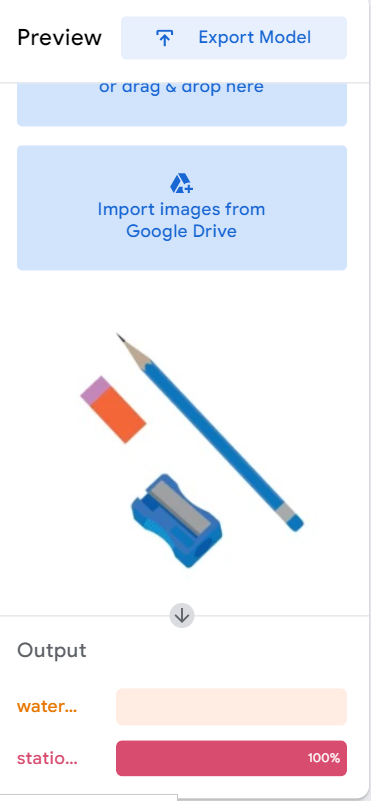 Preview
Export Model
or drag & drop here
Import images from
Google Drive
Output
water...
statio...
100%